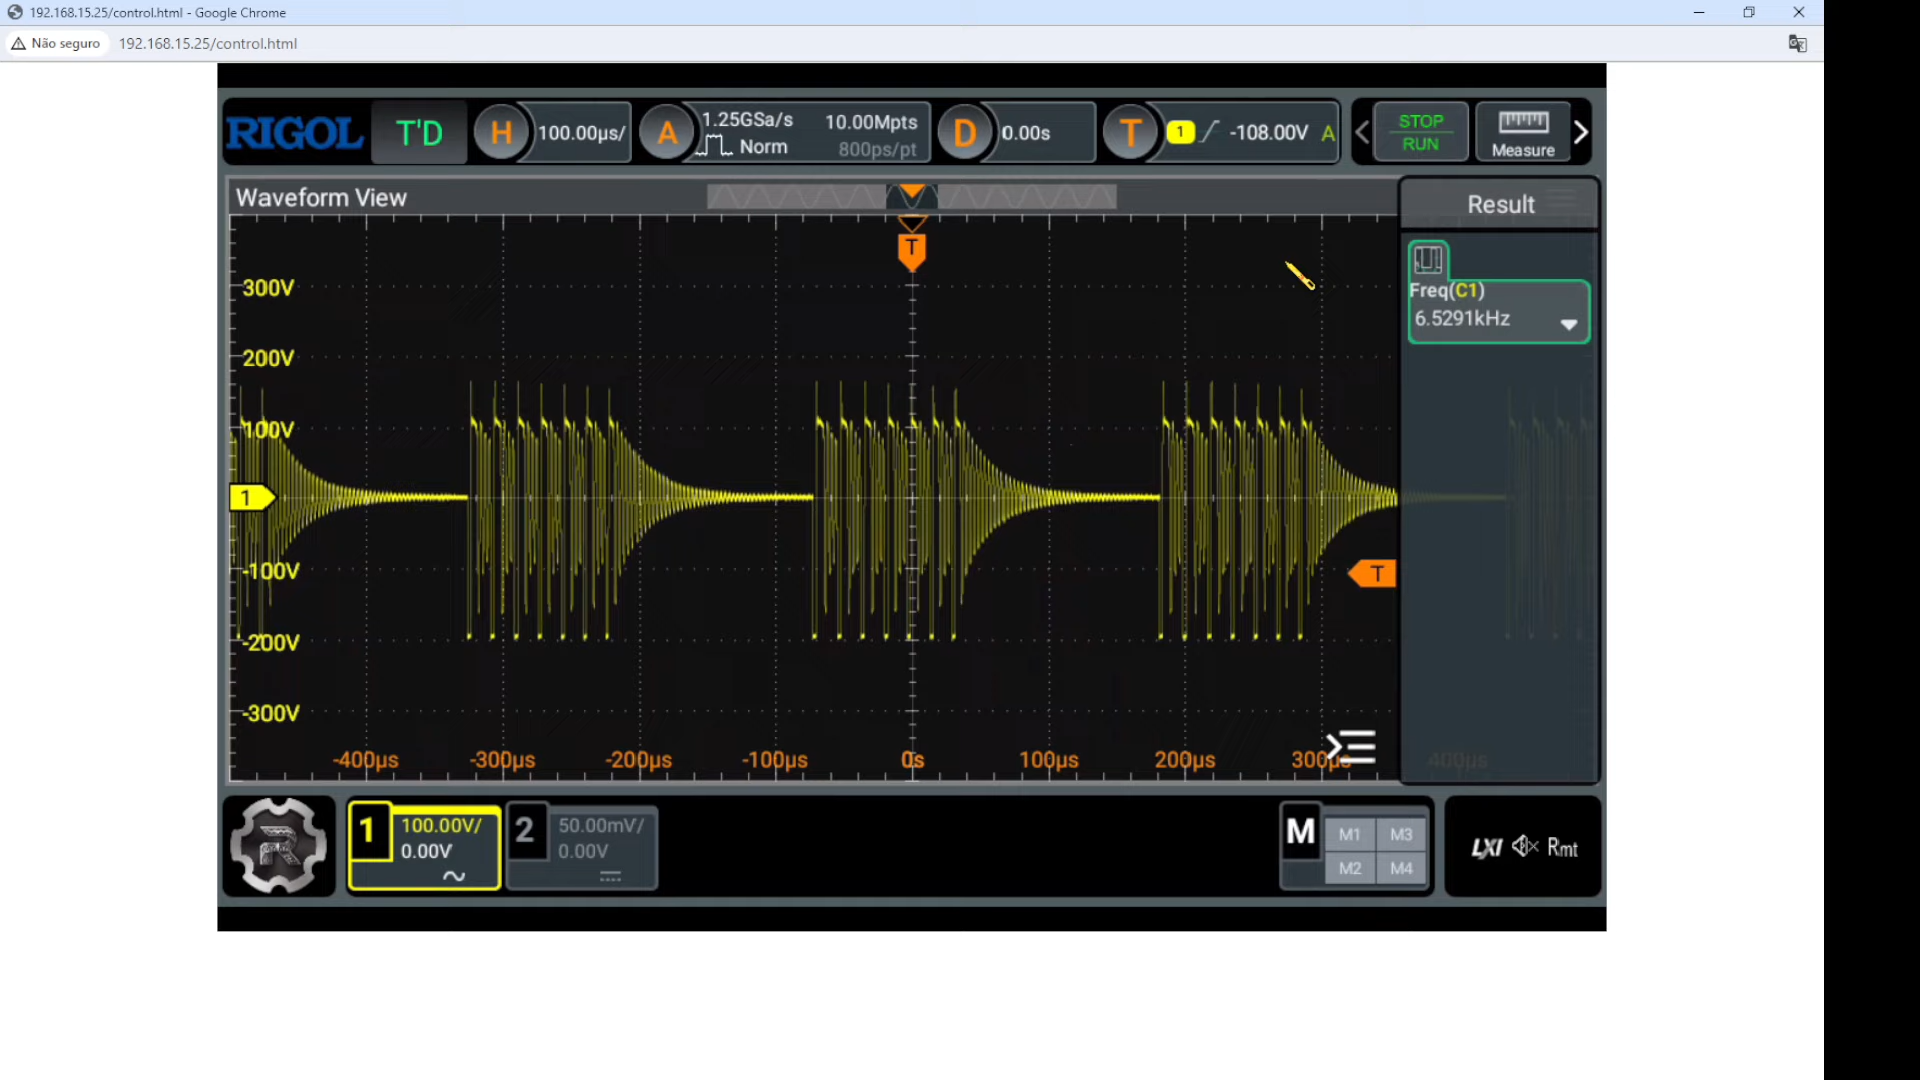 192.168.15.25/control.html - Google Chrome
Não seguro
192.168.15.25/control.html
RIGOL
T'D
H
100.00µs/
A
1.25GSa/s
Norm
10.00Mpts
800ps/pt
D
0.00s
T
1
-108.00V
A
STOP
RUN
Measure
Waveform View
Result
T
300V
200V
100V
1
-100V
-200V
-300V
T
Freq(C1)
6.5291kHz
-400µs
-300µs
-200µs
-100µs
0s
100µs
200µs
300µs
400µs
R
1
100.00V/
0.00V
2
50.00mV/
0.00V
M
M1
M3
M2
M4
LXI
Rmt